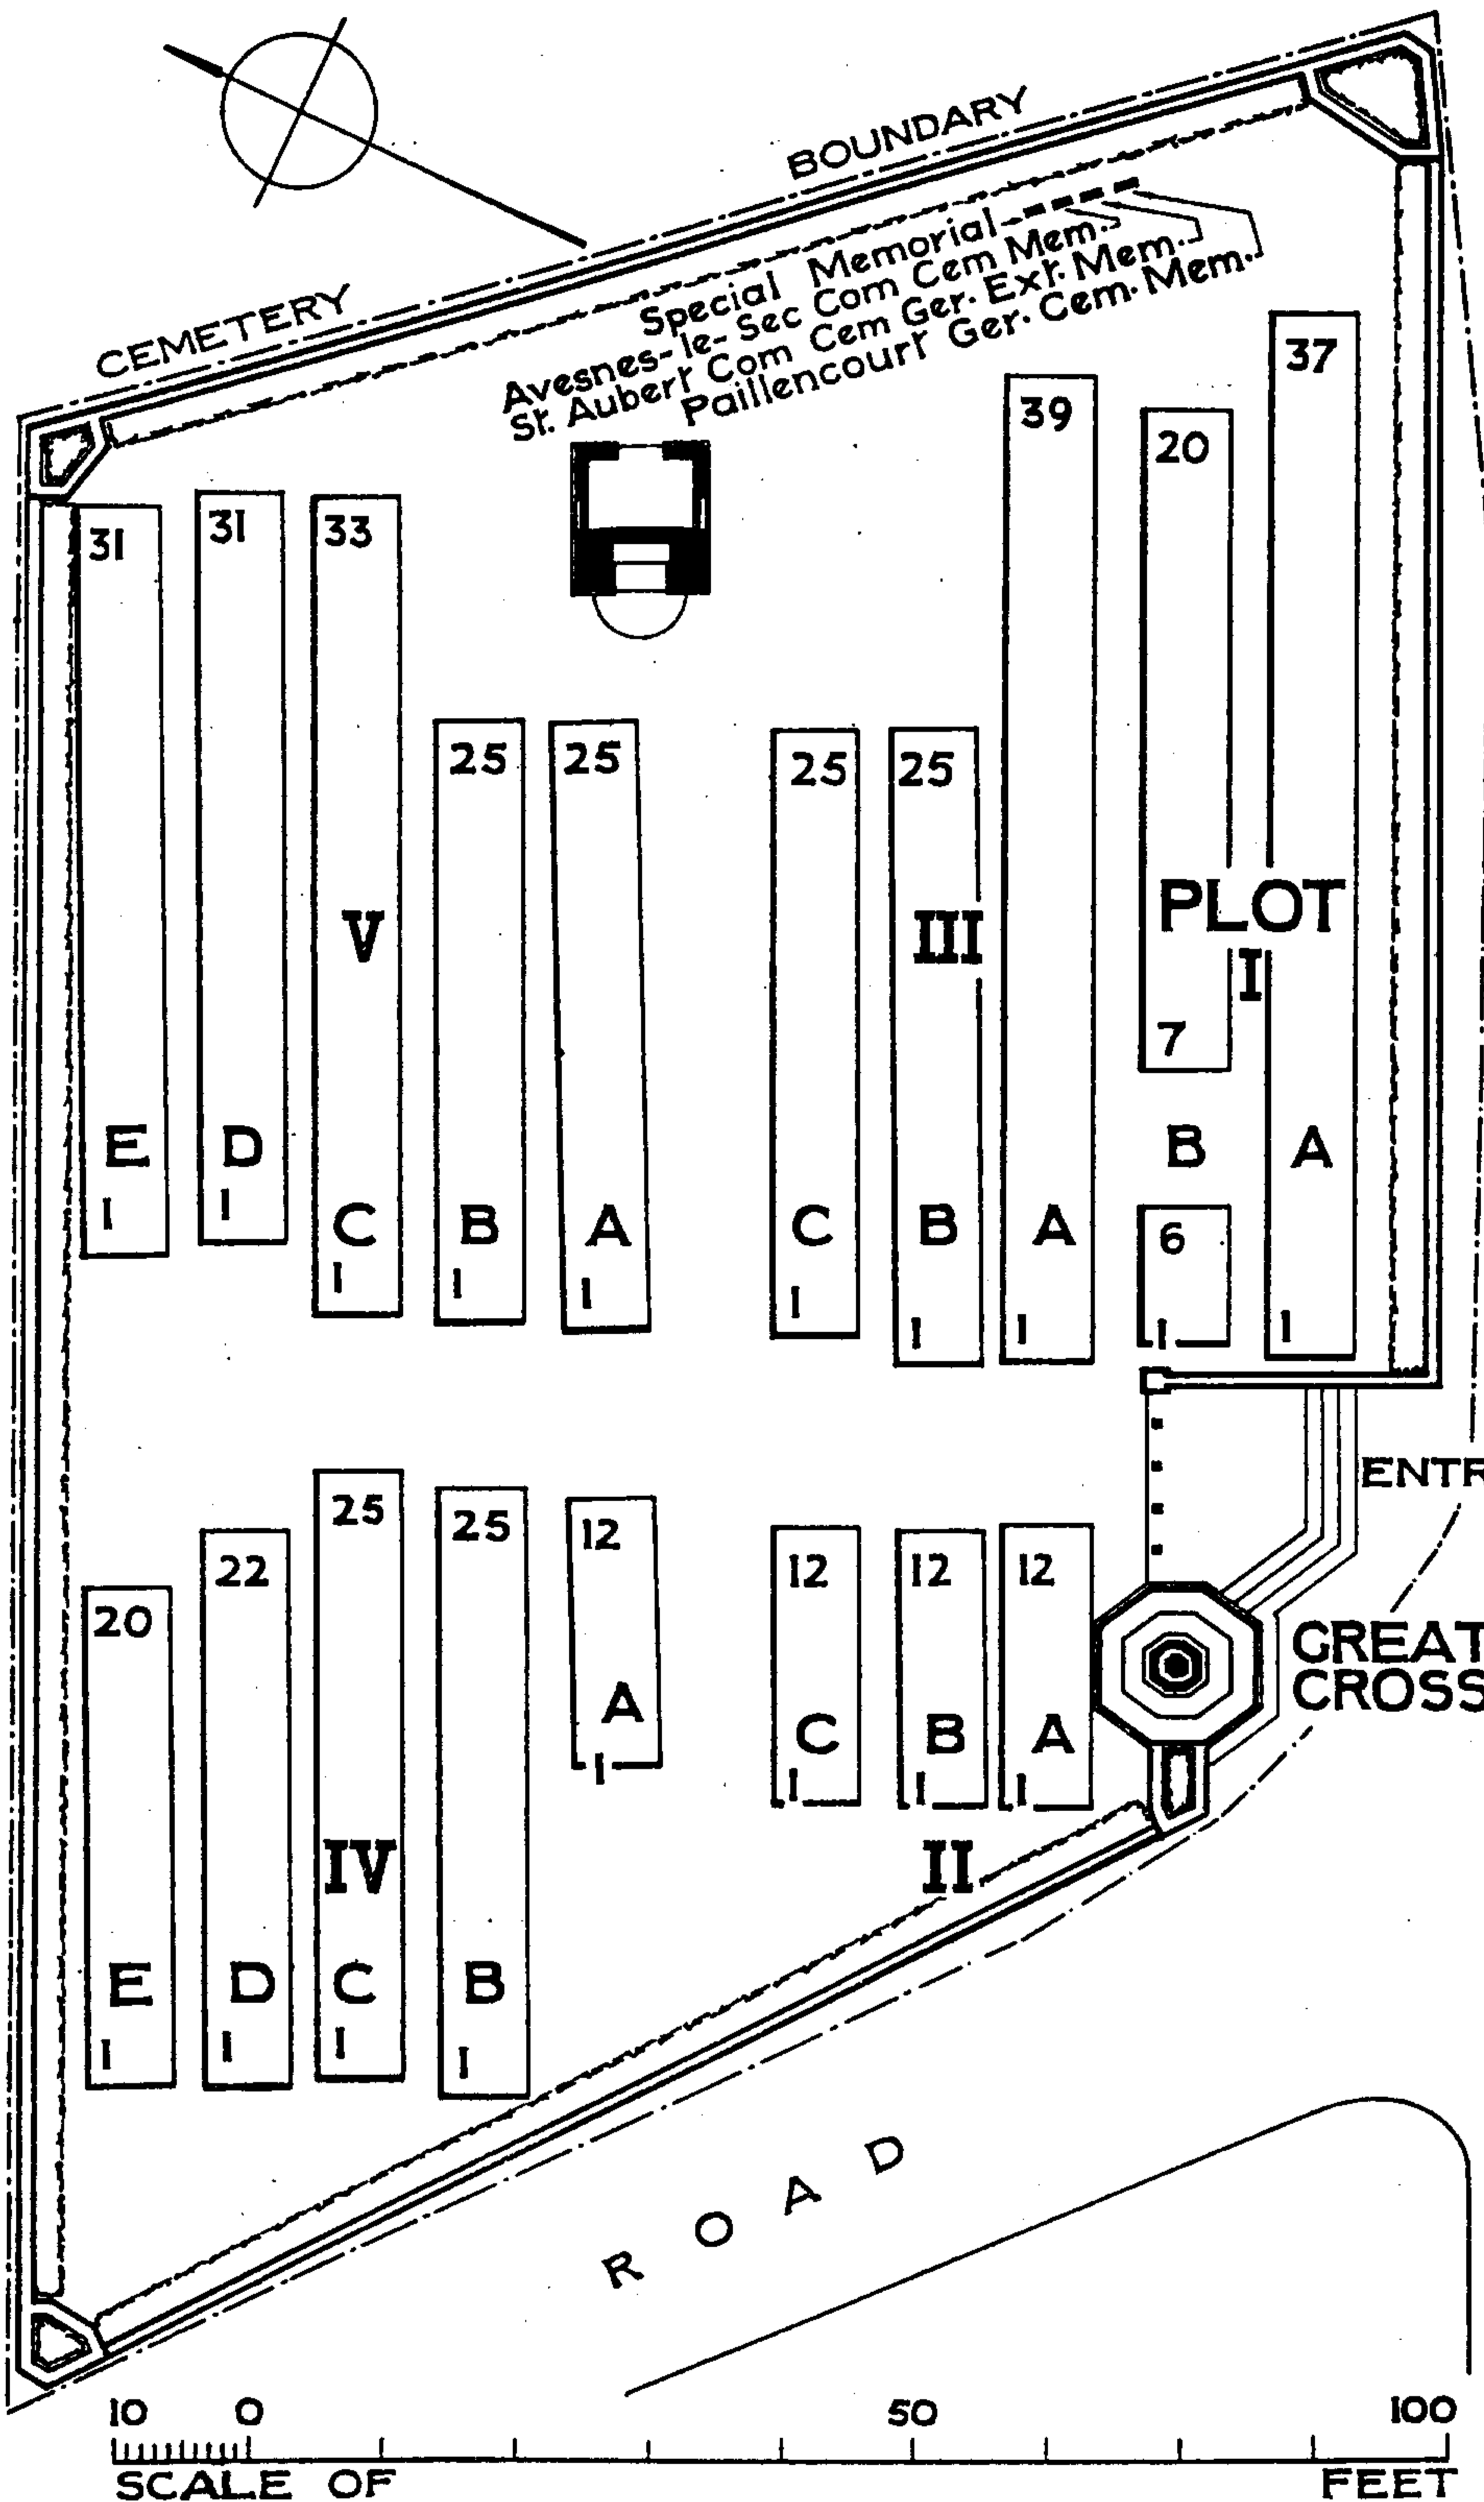 CEMETERY BOUNDARY
Special Memorial
Avesnes-le-Sec Com Cem Mem.
St. Aubert Com Cem Ger. Ext. Mem.
Paillencourt Ger. Cem. Mem.
37
39
20
31
31
33
25
25
25
25
V
III
PLOT
I
7
E
D
B
A
1
1
C
B
A
C
B
A
6
1
1
1
1
1
1
1
1
ENTR
25
25
12
12
12
12
22
20
GREAT
CROSS
A
C
B
A
1
1
1
1
IV
II
E
D
C
B
1
1
1
1
ROAD
10 0 50 100
SCALE OF FEET